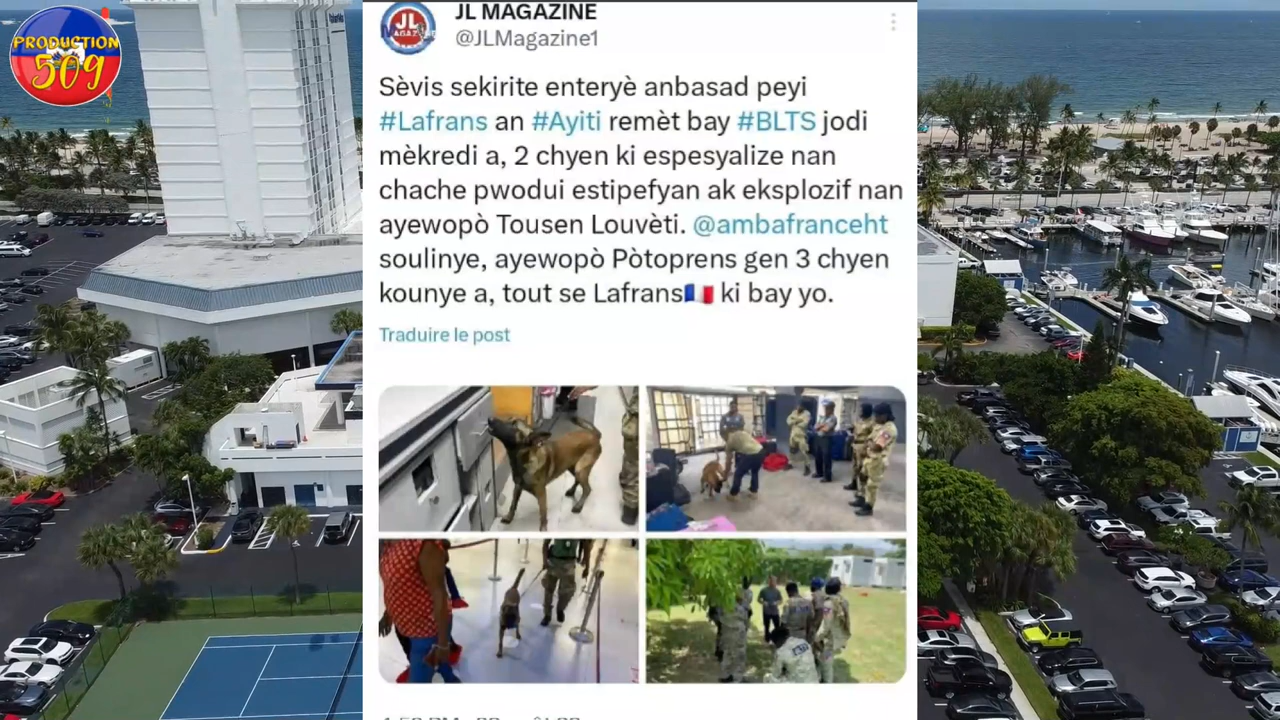 PRODUCTION
509
JL MAGAZINE
@JLMagazine1
Sèvis sekirite enteryè anbasad peyi
#Lafrans an #Ayiti remèt bay #BLTS jodi
mèkredi a, 2 chyen ki espesyalize nan
chache pwodui estipefyan ak eksplozif nan
ayewopò Tousen Louvèti. @ambafranceht
soulinye, ayewopò Pòtoprens gen 3 chyen
kounye a, tout se Lafrans🇫🇷 ki bay yo.
Traduire le post